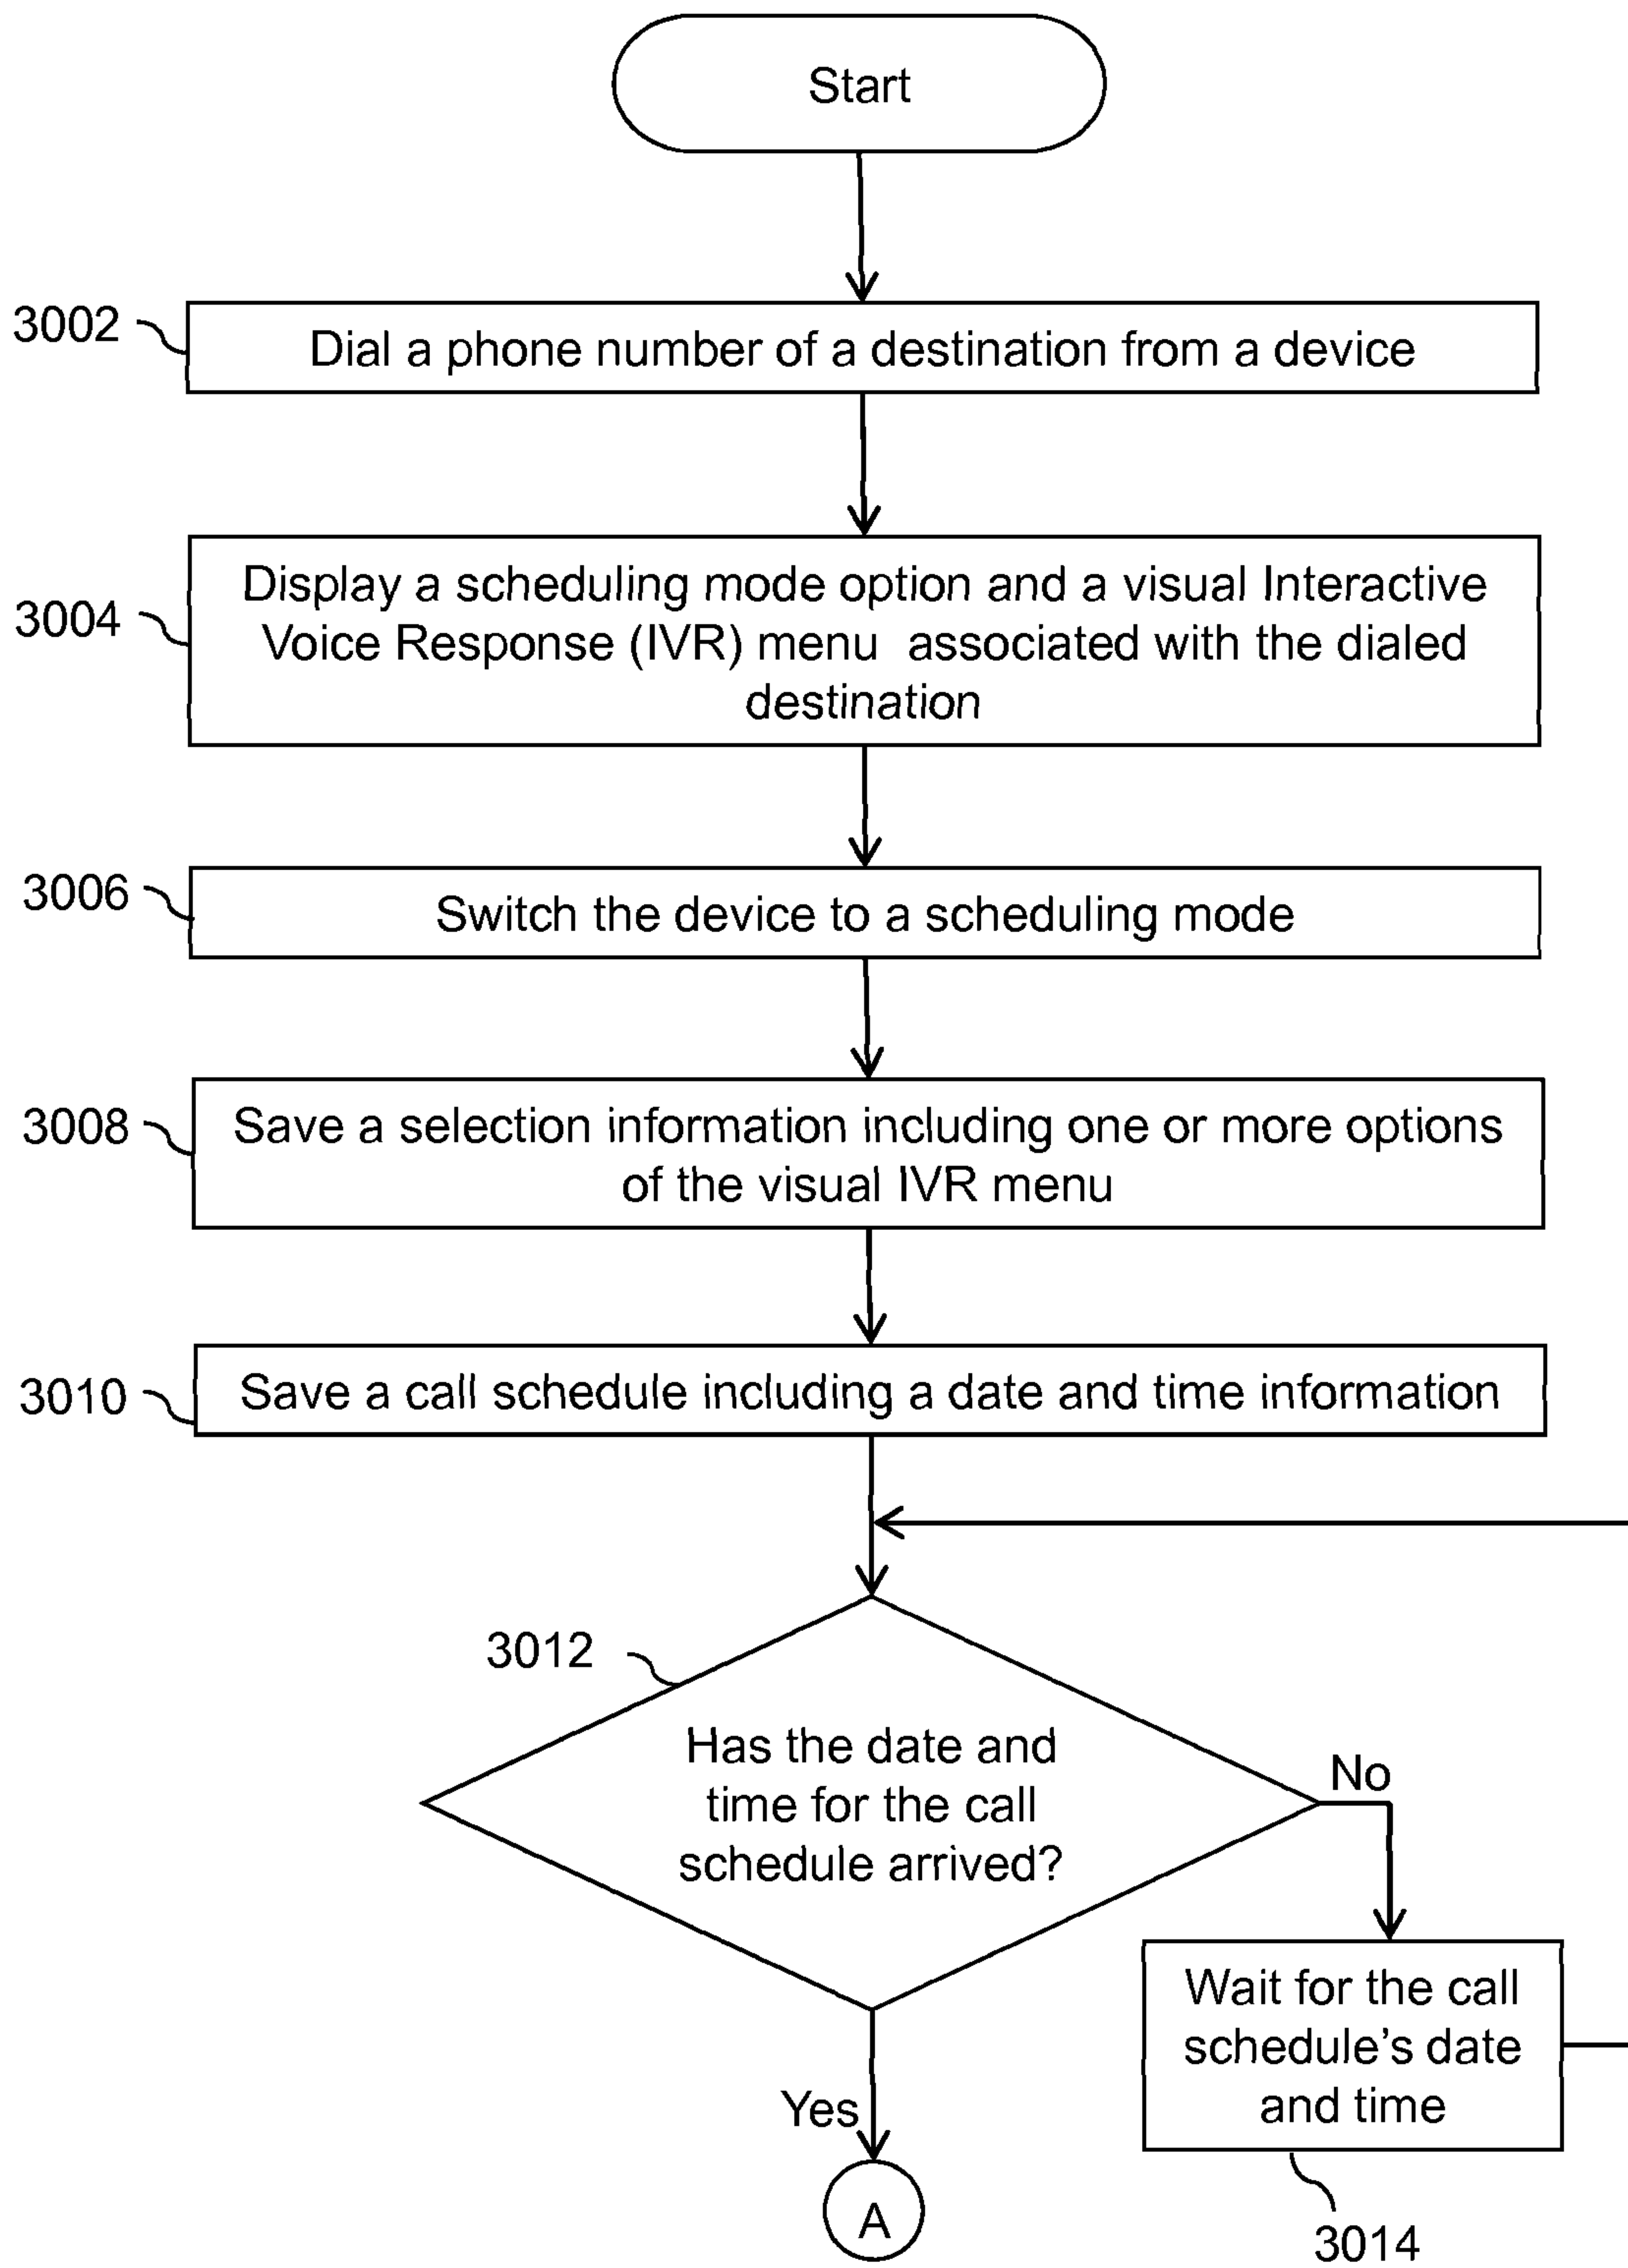 Start
3002
Dial a phone number of a destination from a device
3004
Display a scheduling mode option and a visual Interactive
Voice Response (IVR) menu associated with the dialed
destination
3006
Switch the device to a scheduling mode
3008
Save a selection information including one or more options
of the visual IVR menu
3010
Save a call schedule including a date and time information
3012
Has the date and
time for the call
schedule arrived?
No
Wait for the call
schedule’s date
and time
Yes
A
3014